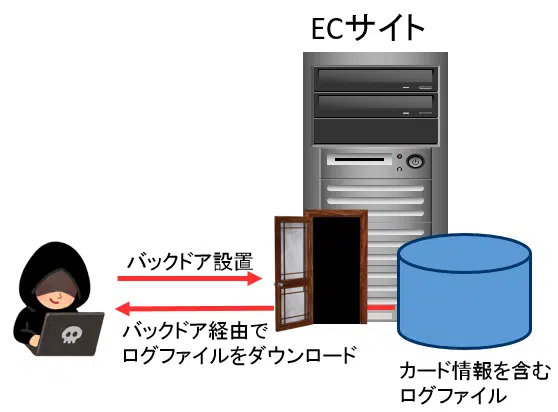 ECサイト
バックドア設置
バックドア経由で
ログファイルをダウンロード
カード情報を含む
ログファイル